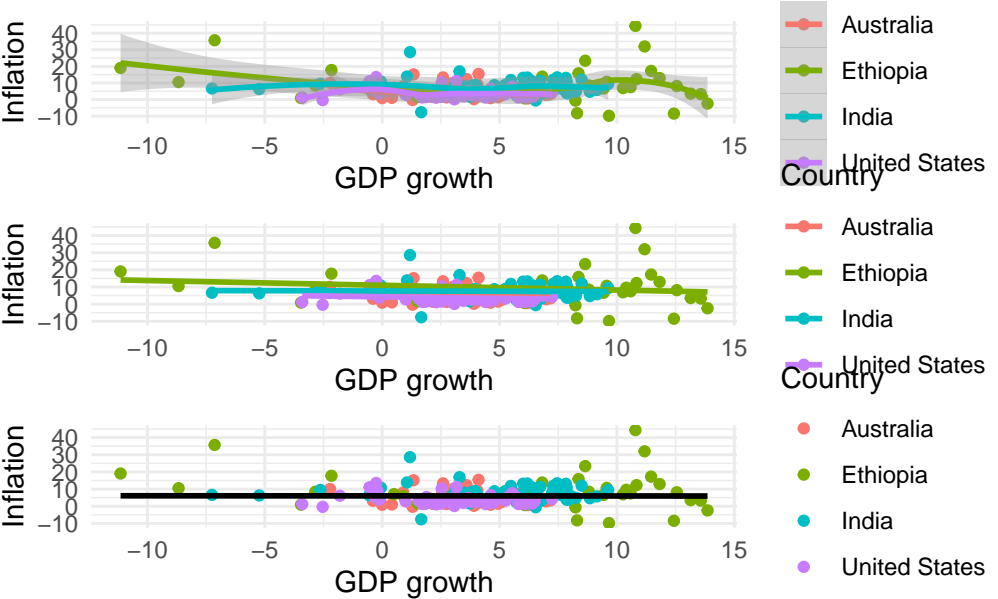 Inflation
40
30
20
10
0
−10
−10 −5 0 5 10 15
GDP growth
Australia
Ethiopia
India
United States
Country
Inflation
40
30
20
10
0
−10
−10 −5 0 5 10 15
GDP growth
Australia
Ethiopia
India
United States
Country
Inflation
40
30
20
10
0
−10
−10 −5 0 5 10 15
GDP growth
Australia
Ethiopia
India
United States